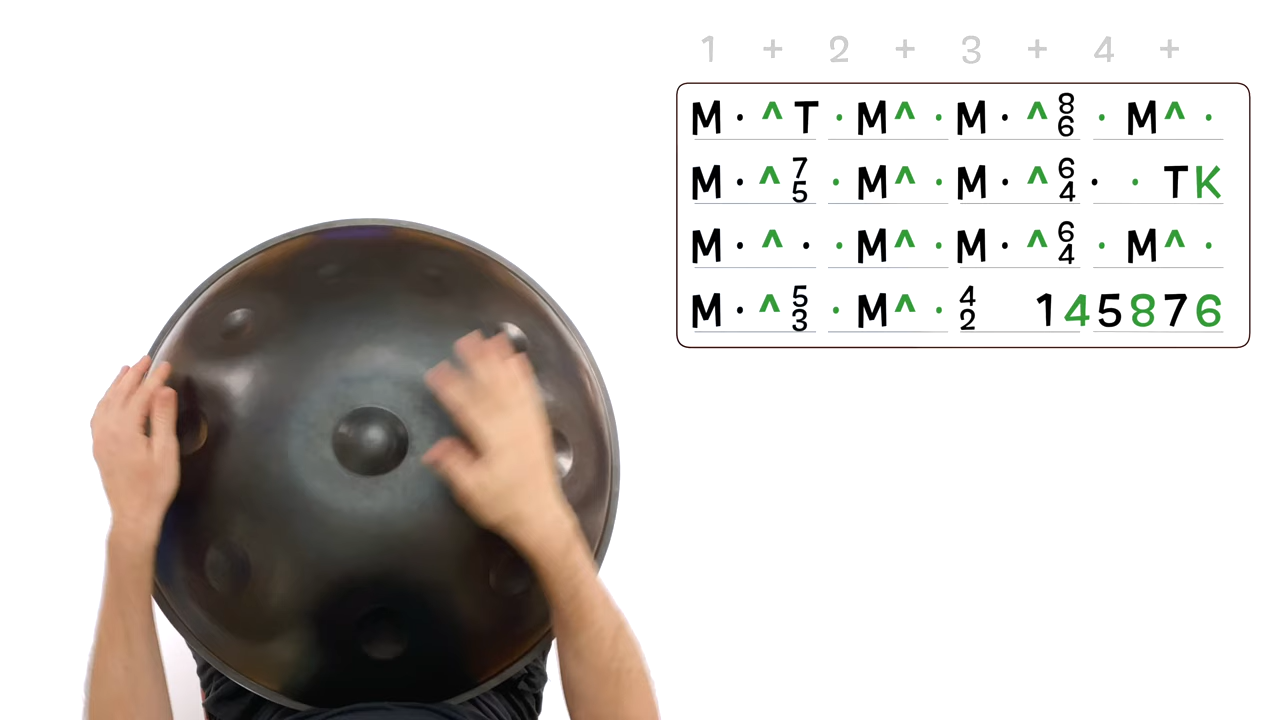 1 + 2 + 3 + 4 +
M · ^ T · M ^ · M · ^ 8 6 · M ^ ·
M · ^ 7 5 · M ^ · M · ^ 6 4 · · T K
M · ^ · · M ^ · M · ^ 6 4 · M ^ ·
M · ^ 5 3 · M ^ · 4 2 1 4 5 8 7 6